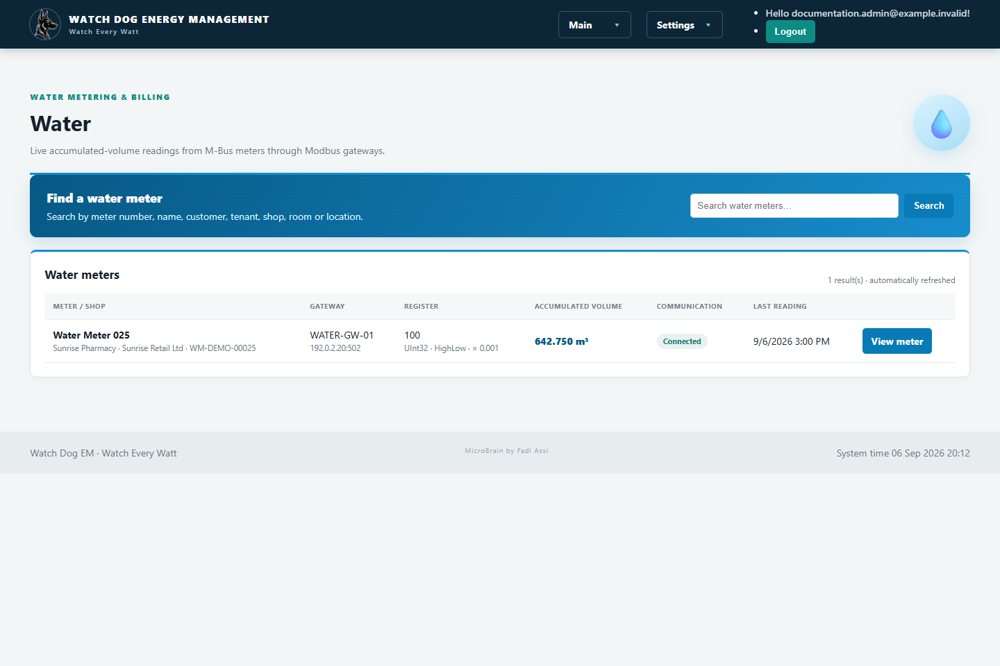 WATCH DOG ENERGY MANAGEMENT
Watch Every Watt
Main
Settings
Hello documentation.admin@example.invalid!
Logout
WATER METERING & BILLING
Water
Live accumulated-volume readings from M-Bus meters through Modbus gateways.
Find a water meter
Search by meter number, name, customer, tenant, shop, room or location.
Search water meters...
Search
Water meters
1 result(s) · automatically refreshed
METER / SHOP GATEWAY REGISTER ACCUMULATED VOLUME COMMUNICATION LAST READING
Water Meter 025 WATER-GW-01 100 642.750 m³ Connected 9/6/2026 3:00 PM View meter
Sunrise Pharmacy · Sunrise Retail Ltd · WM-DEMO-00025 192.0.2.20:502 UInt32 · HighLow · × 0.001
Watch Dog EM · Watch Every Watt
MicroBrain by Fadi Assi
System time 06 Sep 2026 20:12